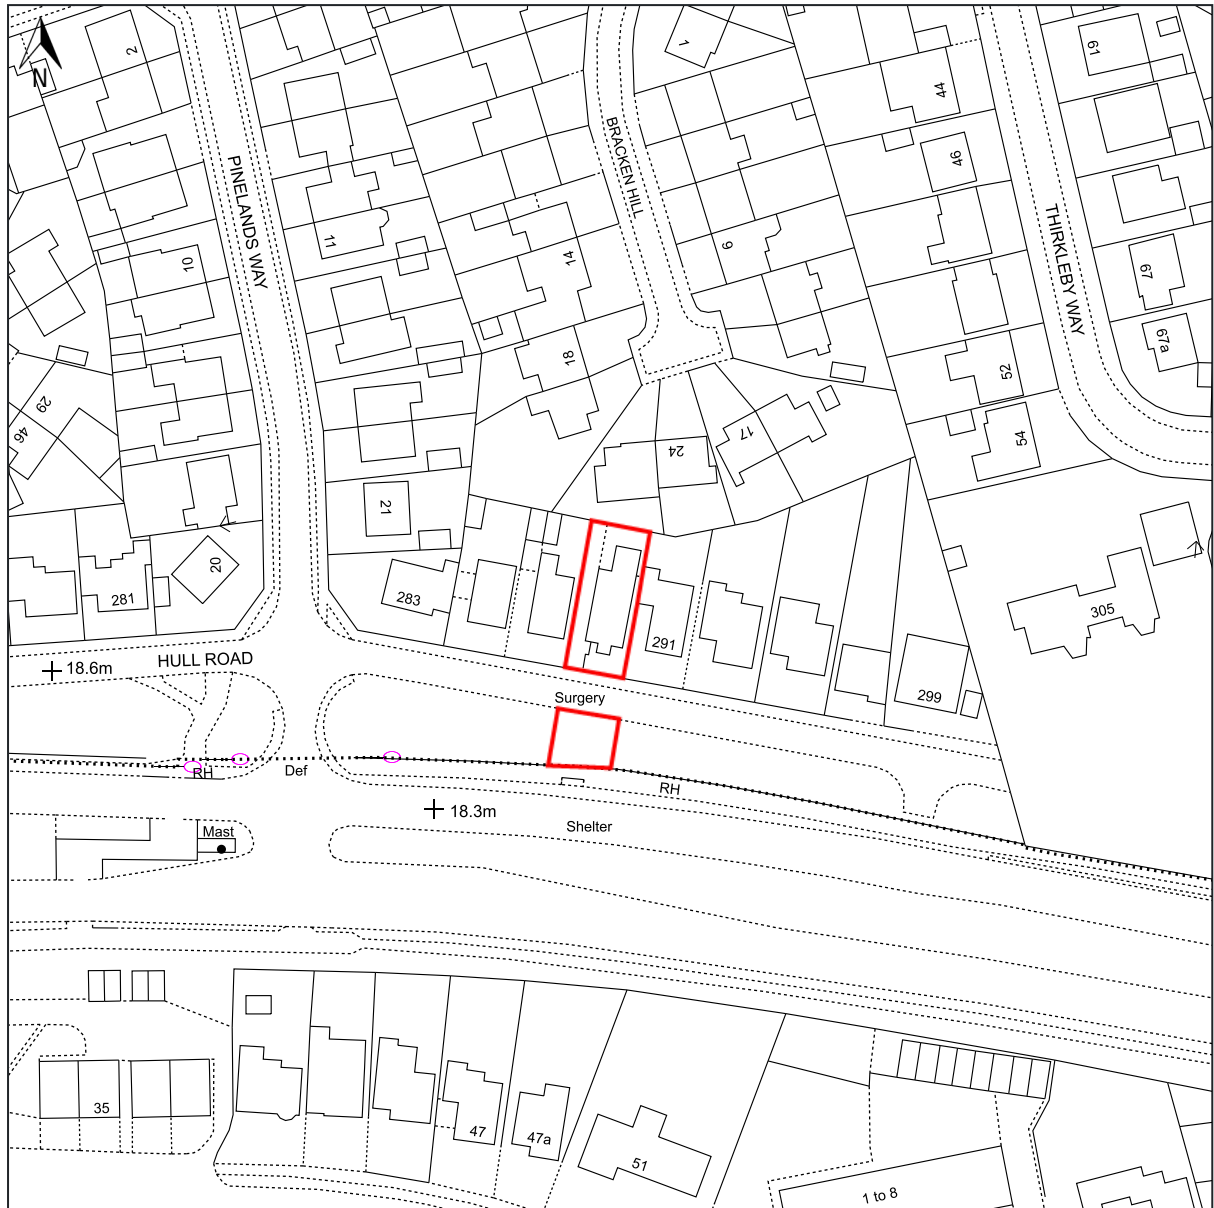 N
2
PINELANDS WAY
11
10
BRACKEN HILL
1
14
9
18
17
24
44
46
52
54
THIRKLEBY WAY
61
67
67a
29
46
20
21
281
283
291
299
305
HULL ROAD
18.6m
Surgery
RH
Def
RH
18.3m
Shelter
Mast
35
47
47a
51
1 to 8